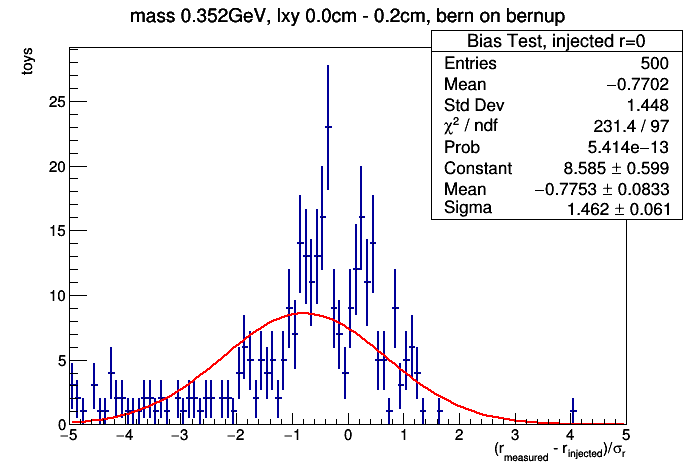 mass 0.352GeV, lxy 0.0cm - 0.2cm, bern on bernup
toys
Bias Test, injected r=0
Entries 500
Mean −0.7702
Std Dev 1.448
χ² / ndf 231.4 / 97
Prob 5.414e−13
Constant 8.585 ± 0.599
Mean −0.7753 ± 0.0833
Sigma 1.462 ± 0.061
25
20
15
10
5
0
−5 −4 −3 −2 −1 0 1 2 3 4 5
(r_measured - r_injected)/σ_r